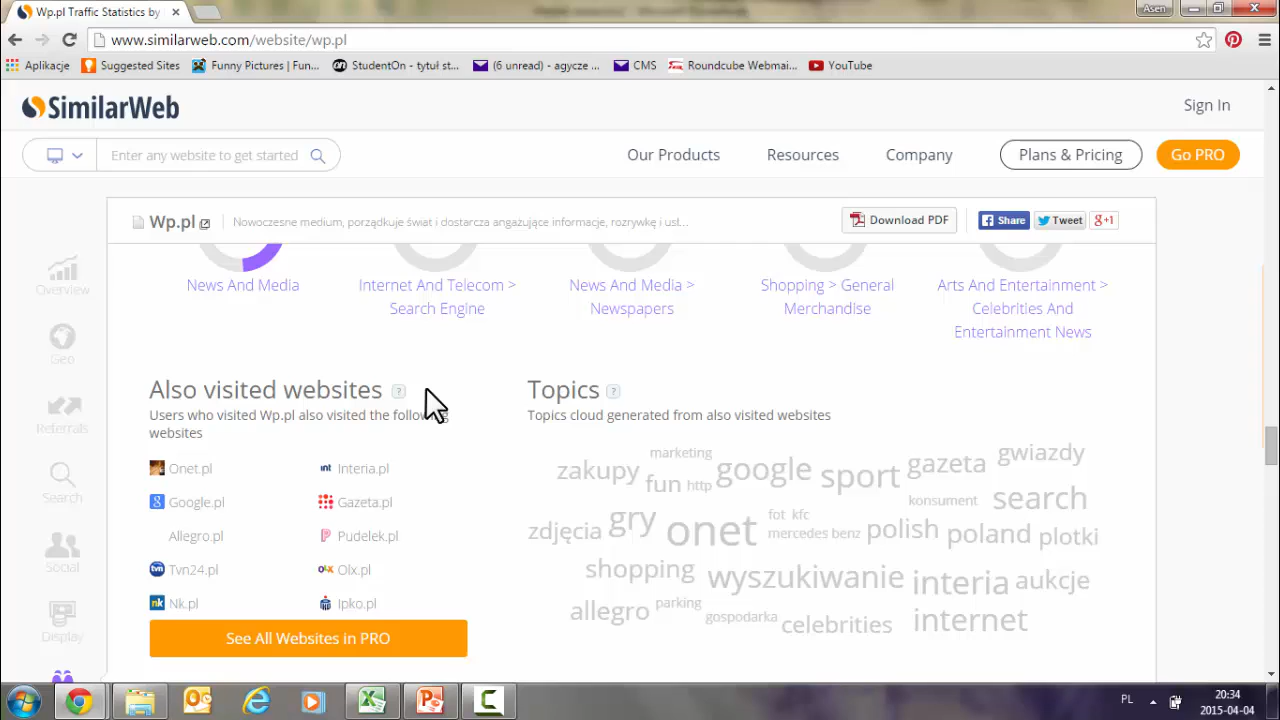 Wp.pl Traffic Statistics by
Asen
www.similarweb.com/website/wp.pl
Aplikacje
Suggested Sites
Funny Pictures | Fun...
StudentOn - tytuł st...
(6 unread) - agycze ...
CMS
Roundcube Webmai...
YouTube
SimilarWeb
Sign In
Enter any website to get started
Our Products
Resources
Company
Plans & Pricing
Go PRO
Wp.pl
Nowoczesne medium, porządkuje świat i dostarcza angażujące informacje, rozrywkę i usł...
Download PDF
Share
Tweet
g+1
Overview
Geo
Referrals
Search
Social
Display
News And Media
Internet And Telecom >
Search Engine
News And Media >
Newspapers
Shopping > General
Merchandise
Arts And Entertainment >
Celebrities And
Entertainment News
Also visited websites ?
Users who visited Wp.pl also visited the following
websites
Onet.pl
Interia.pl
Google.pl
Gazeta.pl
Allegro.pl
Pudelek.pl
Tvn24.pl
Olx.pl
Nk.pl
Ipko.pl
See All Websites in PRO
Topics ?
Topics cloud generated from also visited websites
marketing
zakupy
fun
http
google
sport
gazeta
gwiazdy
konsument
search
zdjęcia
gry
onet
fot
kfc
mercedes benz
polish
poland
plotki
shopping
wyszukiwanie
interia
aukcje
allegro
parking
gospodarka
celebrities
internet
PL
20:34
2015-04-04